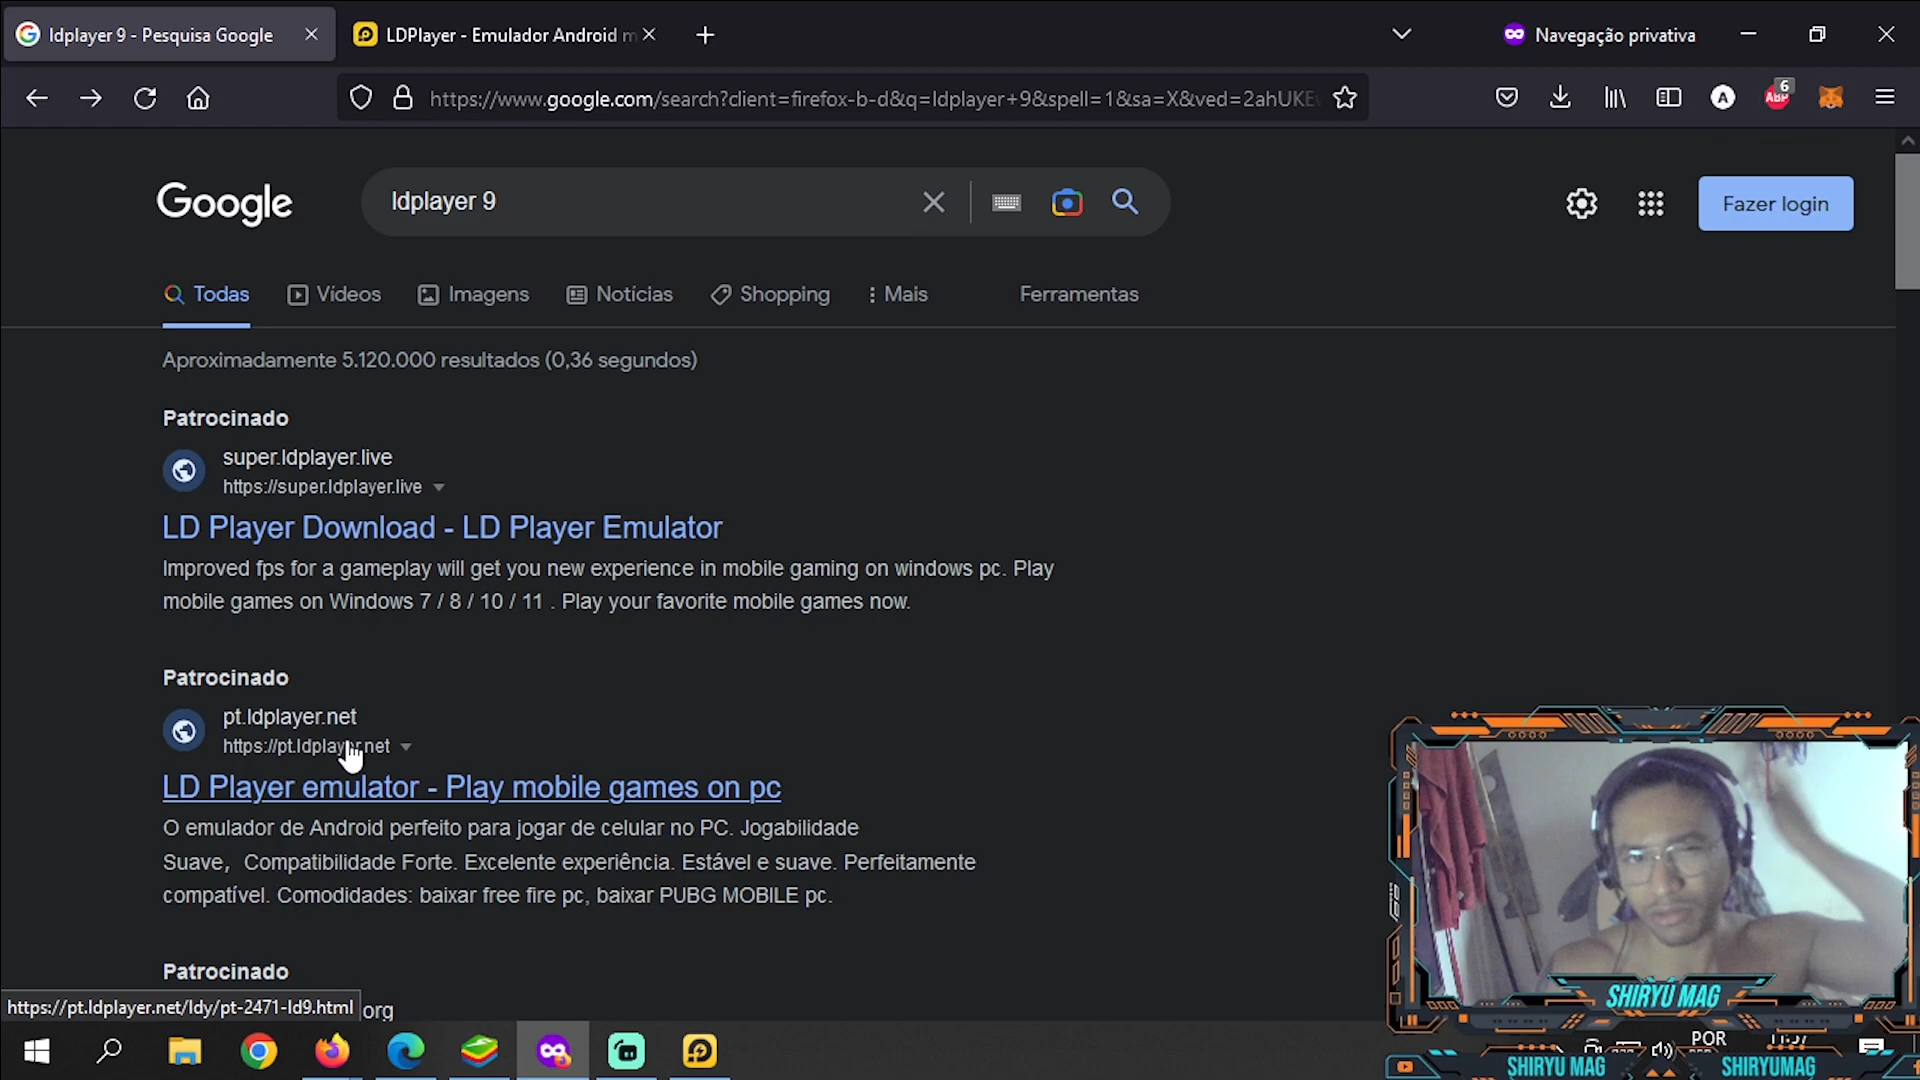 ldplayer 9 - Pesquisa Google
LDPlayer - Emulador Android m
Navegação privativa
https://www.google.com/search?client=firefox-b-d&q=ldplayer+9&spell=1&sa=X&ved=2ahUKE
6
ABP
A
Google
ldplayer 9
Fazer login
Todas
Vídeos
Imagens
Notícias
Shopping
Mais
Ferramentas
Aproximadamente 5.120.000 resultados (0,36 segundos)
Patrocinado
super.ldplayer.live
https://super.ldplayer.live
LD Player Download - LD Player Emulator
Improved fps for a gameplay will get you new experience in mobile gaming on windows pc. Play
mobile games on Windows 7 / 8 / 10 / 11 . Play your favorite mobile games now.
Patrocinado
pt.ldplayer.net
https://pt.ldplayer.net
LD Player emulator - Play mobile games on pc
O emulador de Android perfeito para jogar de celular no PC. Jogabilidade
Suave，Compatibilidade Forte. Excelente experiência. Estável e suave. Perfeitamente
compatível. Comodidades: baixar free fire pc, baixar PUBG MOBILE pc.
Patrocinado
https://pt.ldplayer.net/ldy/pt-2471-ld9.html
org
SHIRYU MAG
POR
SHIRYU MAG
SHIRYUMAG